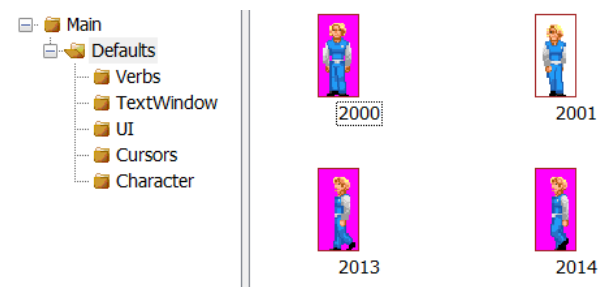 Main
Defaults
Verbs
TextWindow
UI
Cursors
Character
2000
2001
2013
2014